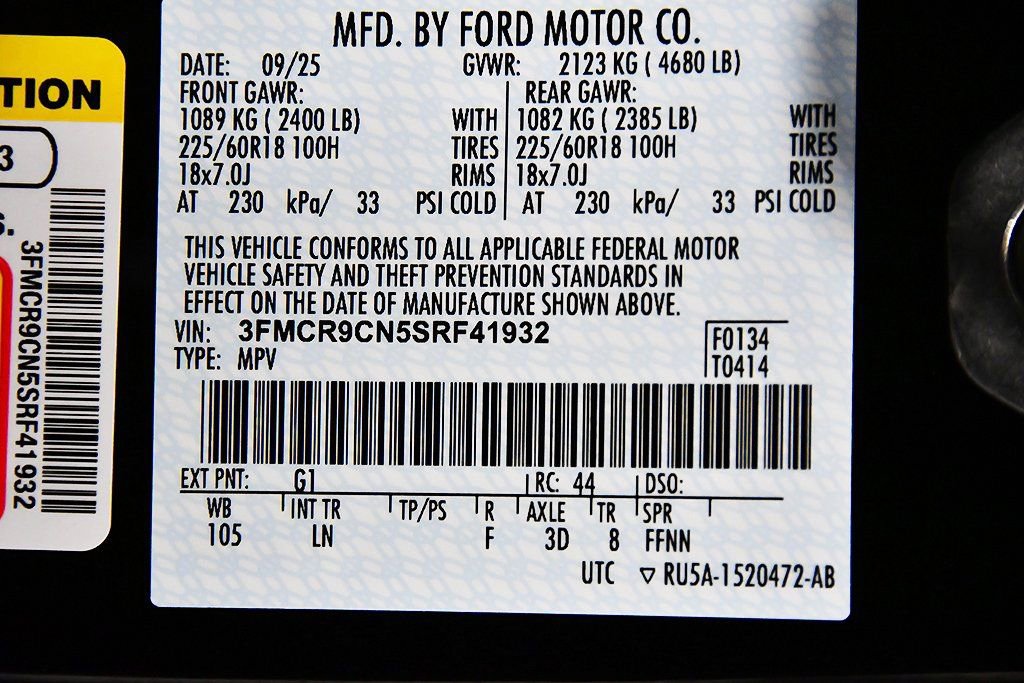 TION
3
S.
3FMCR9CN5SRF41932
MFD. BY FORD MOTOR CO.
DATE: 09/25 GVWR: 2123 KG ( 4680 LB)
FRONT GAWR: REAR GAWR:
1089 KG ( 2400 LB) WITH 1082 KG ( 2385 LB) WITH
225/60R18 100H TIRES 225/60R18 100H TIRES
18x7.0J RIMS 18x7.0J RIMS
AT 230 kPa/ 33 PSI COLD AT 230 kPa/ 33 PSI COLD
THIS VEHICLE CONFORMS TO ALL APPLICABLE FEDERAL MOTOR
VEHICLE SAFETY AND THEFT PREVENTION STANDARDS IN
EFFECT ON THE DATE OF MANUFACTURE SHOWN ABOVE.
VIN: 3FMCR9CN5SRF41932
F0134
TYPE: MPV
T0414
EXT PNT: G1 RC: 44 DSO:
WB INT TR TP/PS R AXLE TR SPR
105 LN F 3D 8 FFNN
UTC ▽ RU5A-1520472-AB